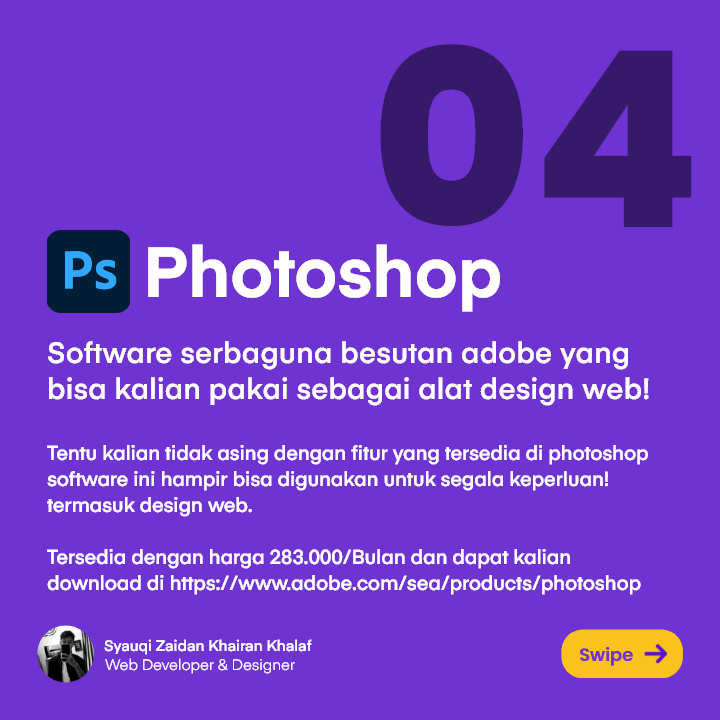 04
Ps Photoshop
Software serbaguna besutan adobe yang
bisa kalian pakai sebagai alat design web!
Tentu kalian tidak asing dengan fitur yang tersedia di photoshop
software ini hampir bisa digunakan untuk segala keperluan!
termasuk design web.
Tersedia dengan harga 283.000/Bulan dan dapat kalian
download di https://www.adobe.com/sea/products/photoshop
Syauqi Zaidan Khairan Khalaf
Web Developer & Designer
Swipe